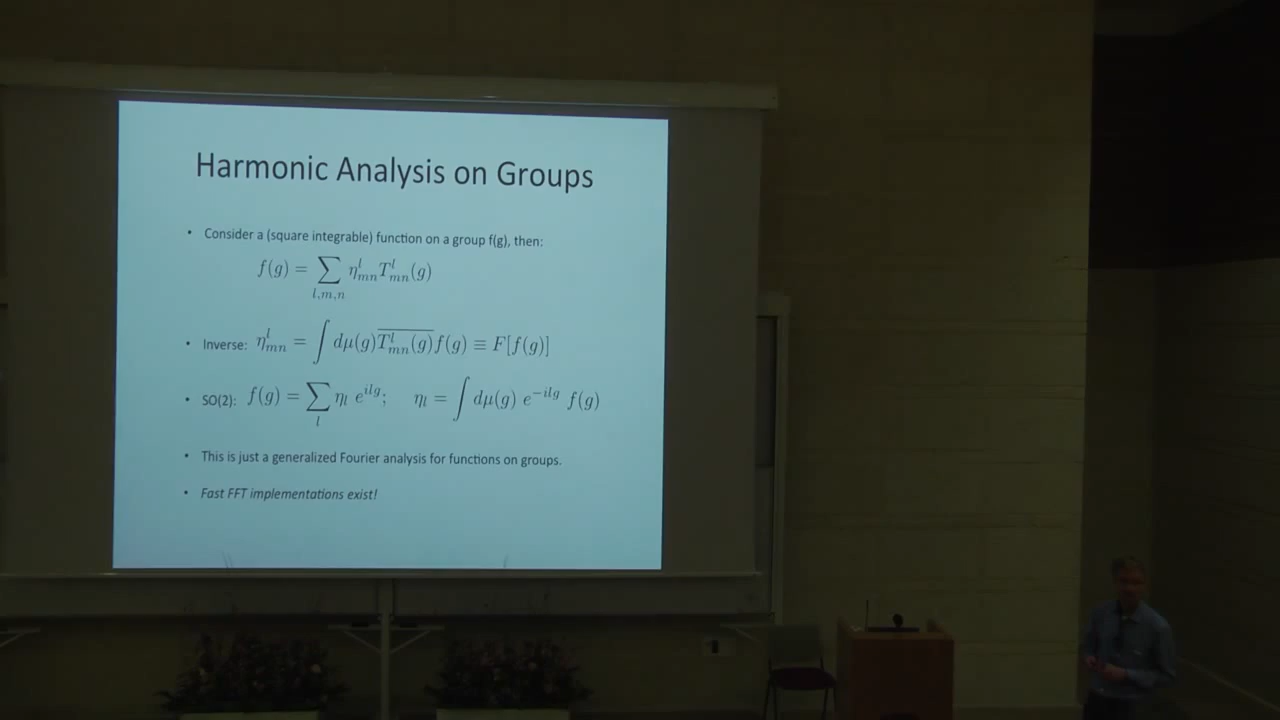 Harmonic Analysis on Groups
• Consider a (square integrable) function on a group f(g), then:
f(g) = ∑_{l,m,n} η^l_{mn} T^l_{mn}(g)
• Inverse: η^l_{mn} = ∫ dμ(g) \overline{T^l_{mn}(g)} f(g) ≡ F[f(g)]
• SO(2): f(g) = ∑_l η_l e^{ilg}; η_l = ∫ dμ(g) e^{-ilg} f(g)
• This is just a generalized Fourier analysis for functions on groups.
• Fast FFT implementations exist!